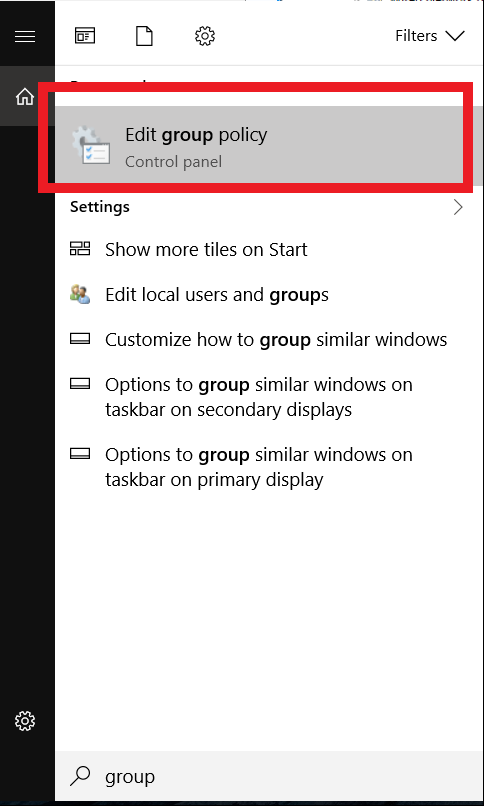 Filters
Edit group policy
Control panel
Settings
Show more tiles on Start
Edit local users and groups
Customize how to group similar windows
Options to group similar windows on
taskbar on secondary displays
Options to group similar windows on
taskbar on primary display
group